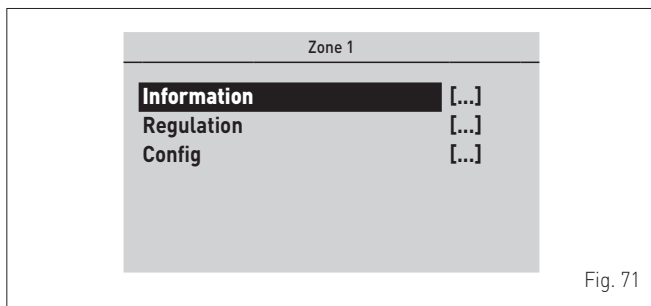 Zone 1
Information [...]
Regulation [...]
Config [...]
Fig. 71